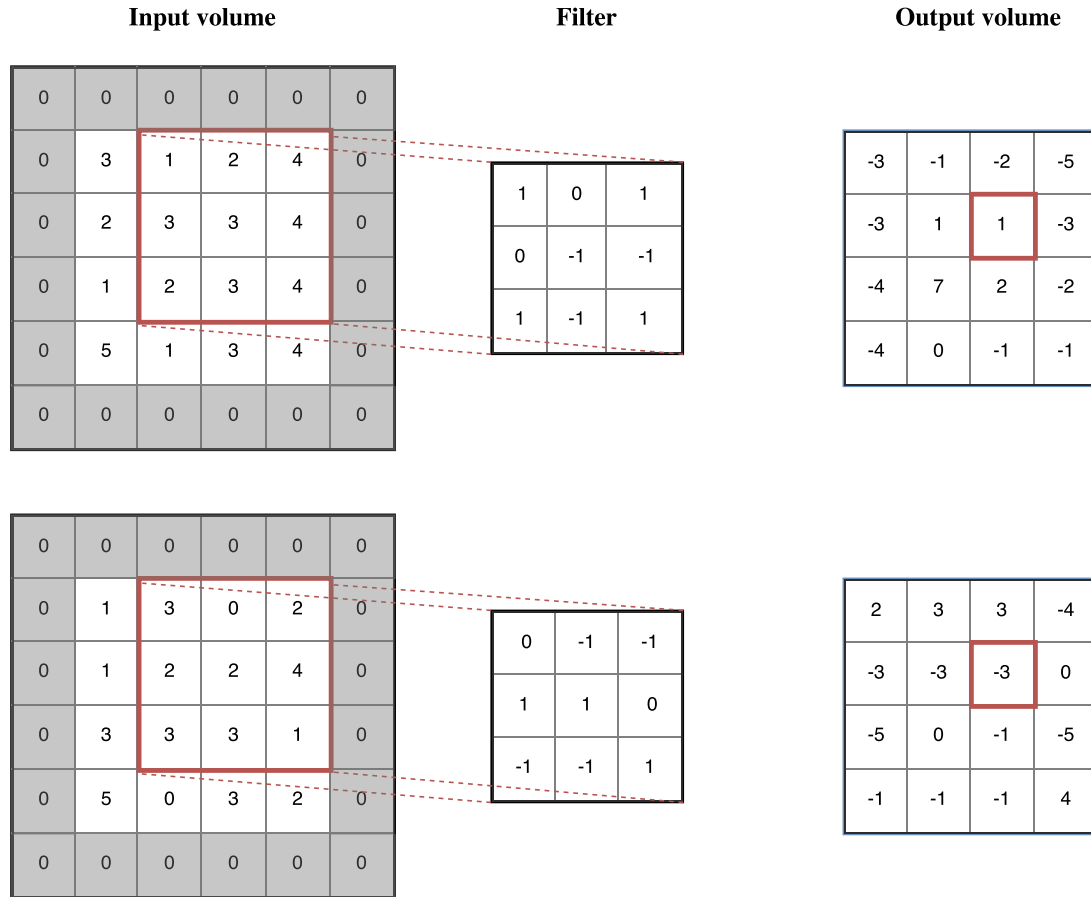 Input volume Filter Output volume
0 0 0 0 0 0
0 3 1 2 4 0
0 2 3 3 4 0
0 1 2 3 4 0
0 5 1 3 4 0
0 0 0 0 0 0
1 0 1
0 -1 -1
1 -1 1
-3 -1 -2 -5
-3 1 1 -3
-4 7 2 -2
-4 0 -1 -1
0 0 0 0 0 0
0 1 3 0 2 0
0 1 2 2 4 0
0 3 3 3 1 0
0 5 0 3 2 0
0 0 0 0 0 0
0 -1 -1
1 1 0
-1 -1 1
2 3 3 -4
-3 -3 -3 0
-5 0 -1 -5
-1 -1 -1 4